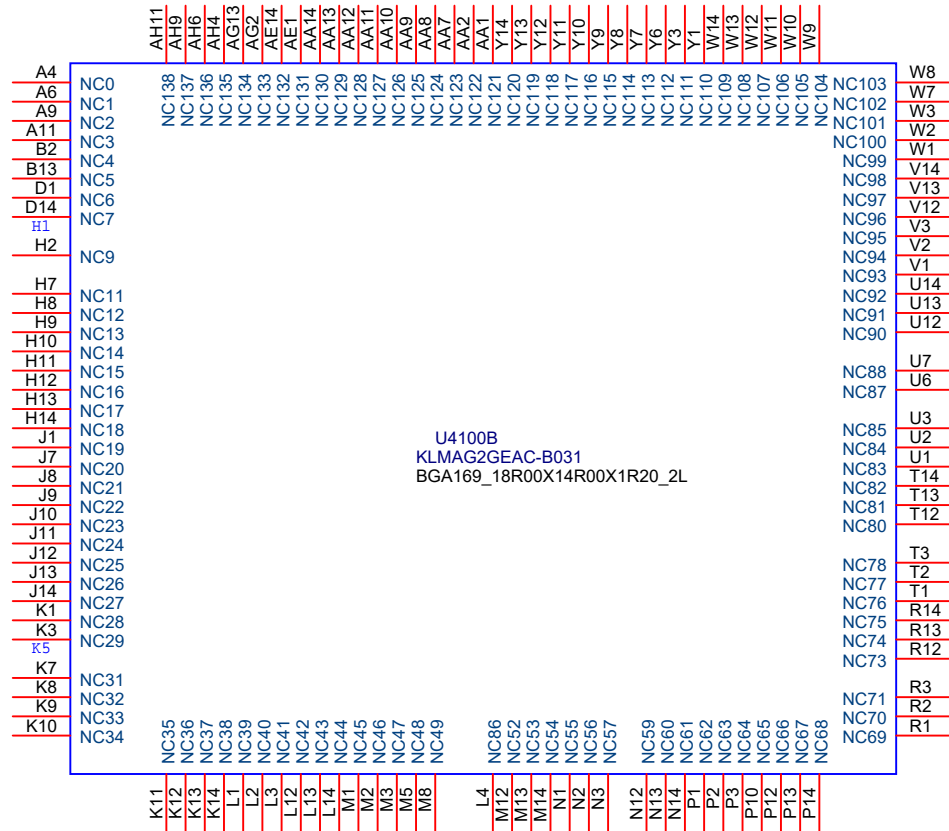 AH11 AH9 AH6 AH4 AG13 AG2 AE14 AE1 AA14 AA13 AA12 AA11 AA10 AA9 AA8 AA7 AA2 AA1 Y14 Y13 Y12 Y11 Y10 Y9 Y8 Y7 Y6 Y3 Y1 W14 W13 W12 W11 W10 W9
NC138 NC137 NC136 NC135 NC134 NC133 NC132 NC131 NC130 NC129 NC128 NC127 NC126 NC125 NC124 NC123 NC122 NC121 NC120 NC119 NC118 NC117 NC116 NC115 NC114 NC113 NC112 NC111 NC110 NC109 NC108 NC107 NC106 NC105 NC104
A4 NC0
A6 NC1
A9 NC2
A11 NC3
B2 NC4
B13 NC5
D1 NC6
D14 NC7
H1
H2 NC9
H7 NC11
H8 NC12
H9 NC13
H10 NC14
H11 NC15
H12 NC16
H13 NC17
H14 NC18
J1 NC19
J7 NC20
J8 NC21
J9 NC22
J10 NC23
J11 NC24
J12 NC25
J13 NC26
J14 NC27
K1 NC28
K3 NC29
K5
K7 NC31
K8 NC32
K9 NC33
K10 NC34
U4100B
KLMAG2GEAC-B031
BGA169_18R00X14R00X1R20_2L
NC103 W8
NC102 W7
NC101 W3
NC100 W2
NC99 W1
NC98 V14
NC97 V13
NC96 V12
NC95 V3
NC94 V2
NC93 V1
NC92 U14
NC91 U13
NC90 U12
NC88 U7
NC87 U6
NC85 U3
NC84 U2
NC83 U1
NC82 T14
NC81 T13
NC80 T12
NC78 T3
NC77 T2
NC76 T1
NC75 R14
NC74 R13
NC73 R12
NC71 R3
NC70 R2
NC69 R1
NC35 NC36 NC37 NC38 NC39 NC40 NC41 NC42 NC43 NC44 NC45 NC46 NC47 NC48 NC49 NC86 NC52 NC53 NC54 NC55 NC56 NC57 NC59 NC60 NC61 NC62 NC63 NC64 NC65 NC66 NC67 NC68
K11 K12 K13 K14 L1 L2 L3 L12 L13 L14 M1 M2 M3 M5 M8 L4 M12 M13 M14 N1 N2 N3 N12 N13 N14 P1 P2 P3 P10 P12 P13 P14